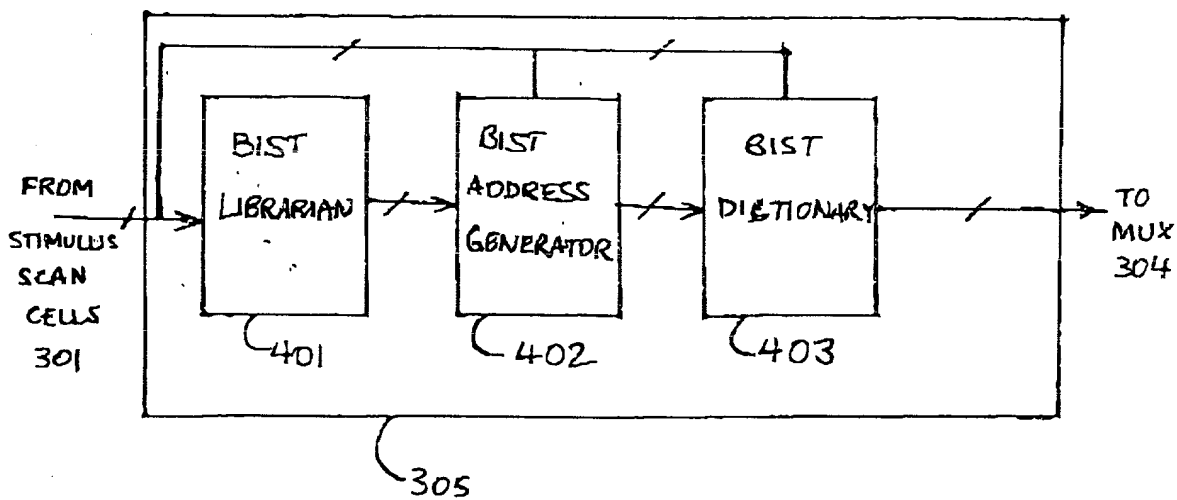 FROM
STIMULUS
SCAN
CELLS
301
BIST
LIBRARIAN
401
BIST
ADDRESS
GENERATOR
402
BIST
DICTIONARY
403
TO
MUX
304
305